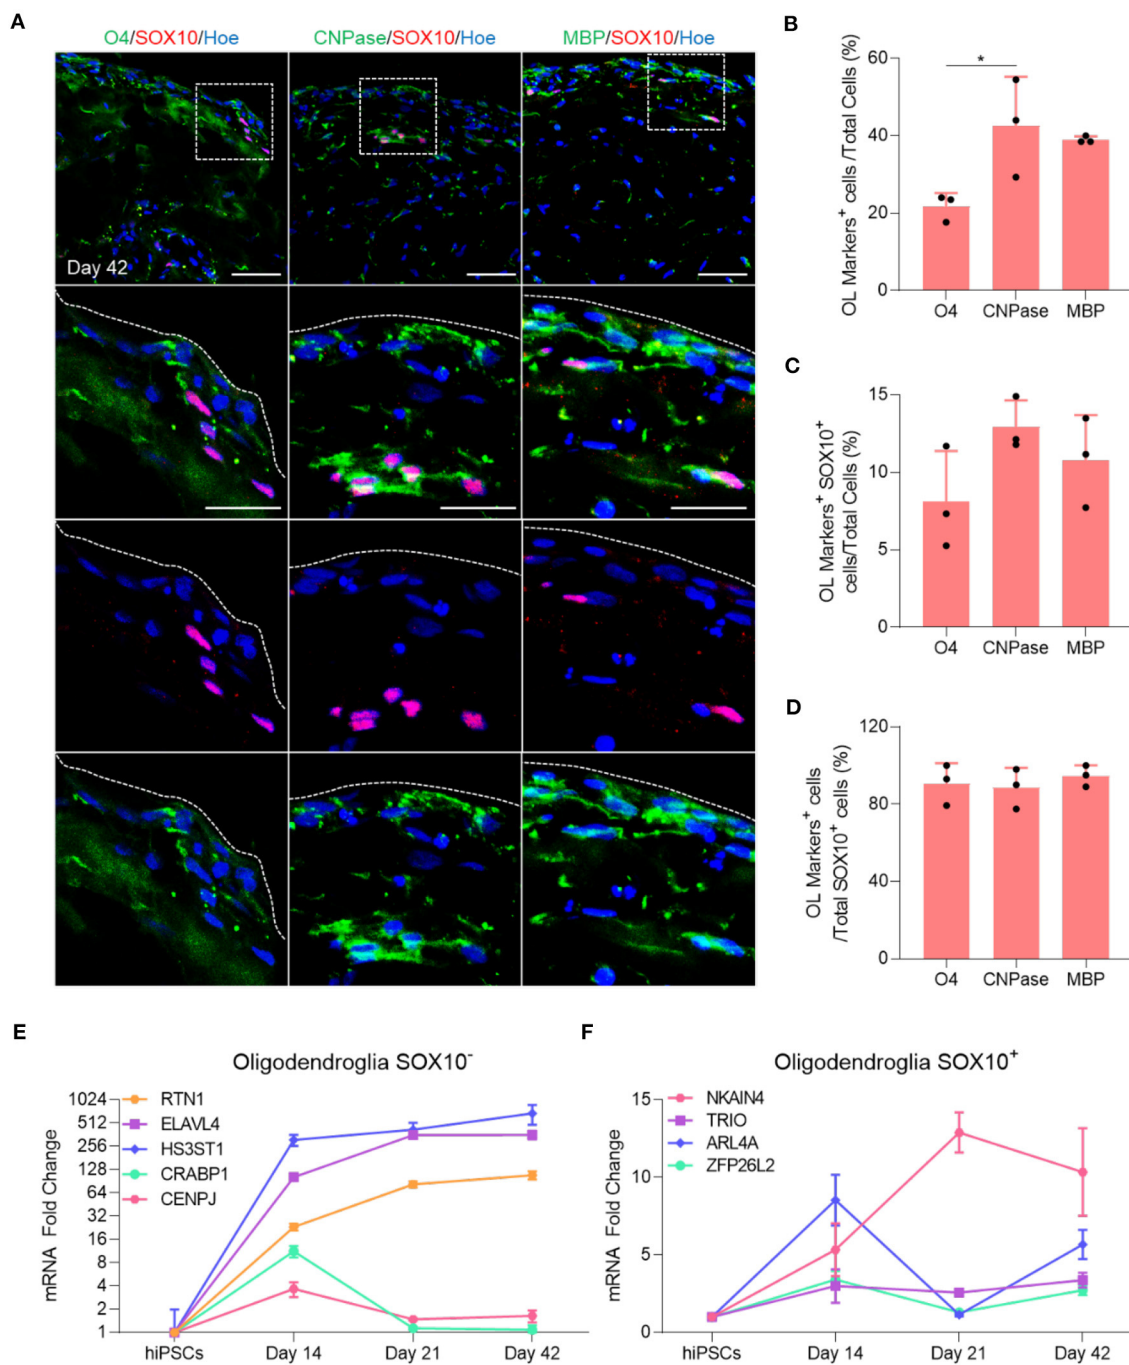 A
O4/SOX10/Hoe
CNPase/SOX10/Hoe
MBP/SOX10/Hoe
Day 42
B
OL Markers⁺ cells /Total Cells (%)
60
40
20
0
*
O4
CNPase
MBP
C
OL Markers⁺ SOX10⁺
cells/Total Cells (%)
15
10
5
0
O4
CNPase
MBP
D
OL Markers⁺ cells
/Total SOX10⁺ cells (%)
120
80
40
0
O4
CNPase
MBP
E
Oligodendroglia SOX10⁻
mRNA Fold Change
1024
512
256
128
64
32
16
8
4
2
1
RTN1
ELAVL4
HS3ST1
CRABP1
CENPJ
hiPSCs
Day 14
Day 21
Day 42
F
Oligodendroglia SOX10⁺
mRNA Fold Change
15
10
5
0
NKAIN4
TRIO
ARL4A
ZFP26L2
hiPSCs
Day 14
Day 21
Day 42